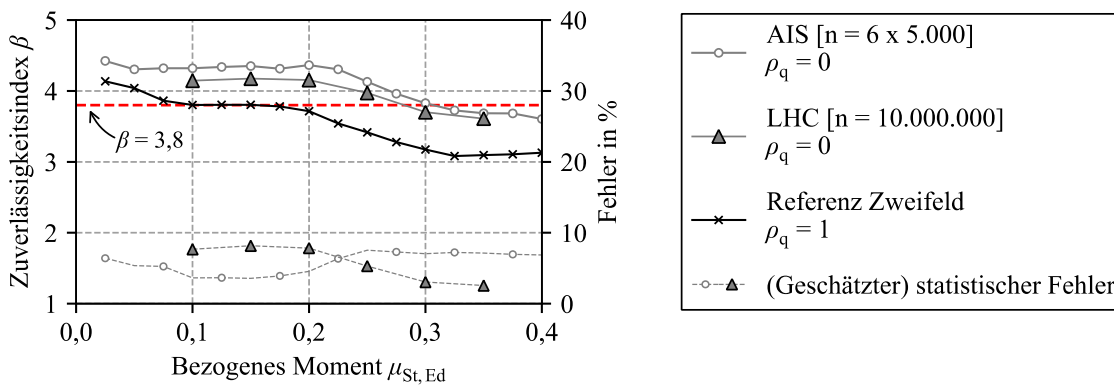 5
4
3
2
1
Zuverlässigkeitsindex β
40
30
20
10
0
Fehler in %
β = 3,8
0,0
0,1
0,2
0,3
0,4
Bezogenes Moment μSt, Ed
AIS [n = 6 x 5.000]
ρq = 0
LHC [n = 10.000.000]
ρq = 0
Referenz Zweifeld
ρq = 1
(Geschätzter) statistischer Fehler